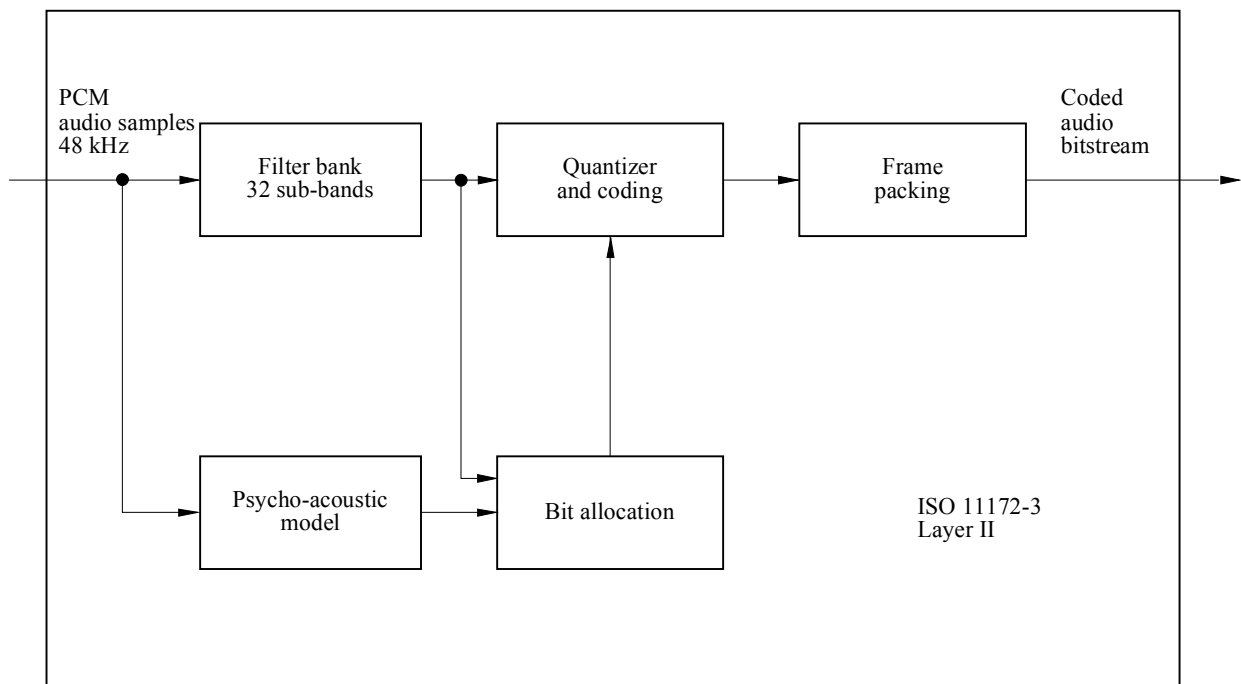 PCM
audio samples
48 kHz
Coded
audio
bitstream
Filter bank
32 sub-bands
Quantizer
and coding
Frame
packing
Psycho-acoustic
model
Bit allocation
ISO 11172-3
Layer II